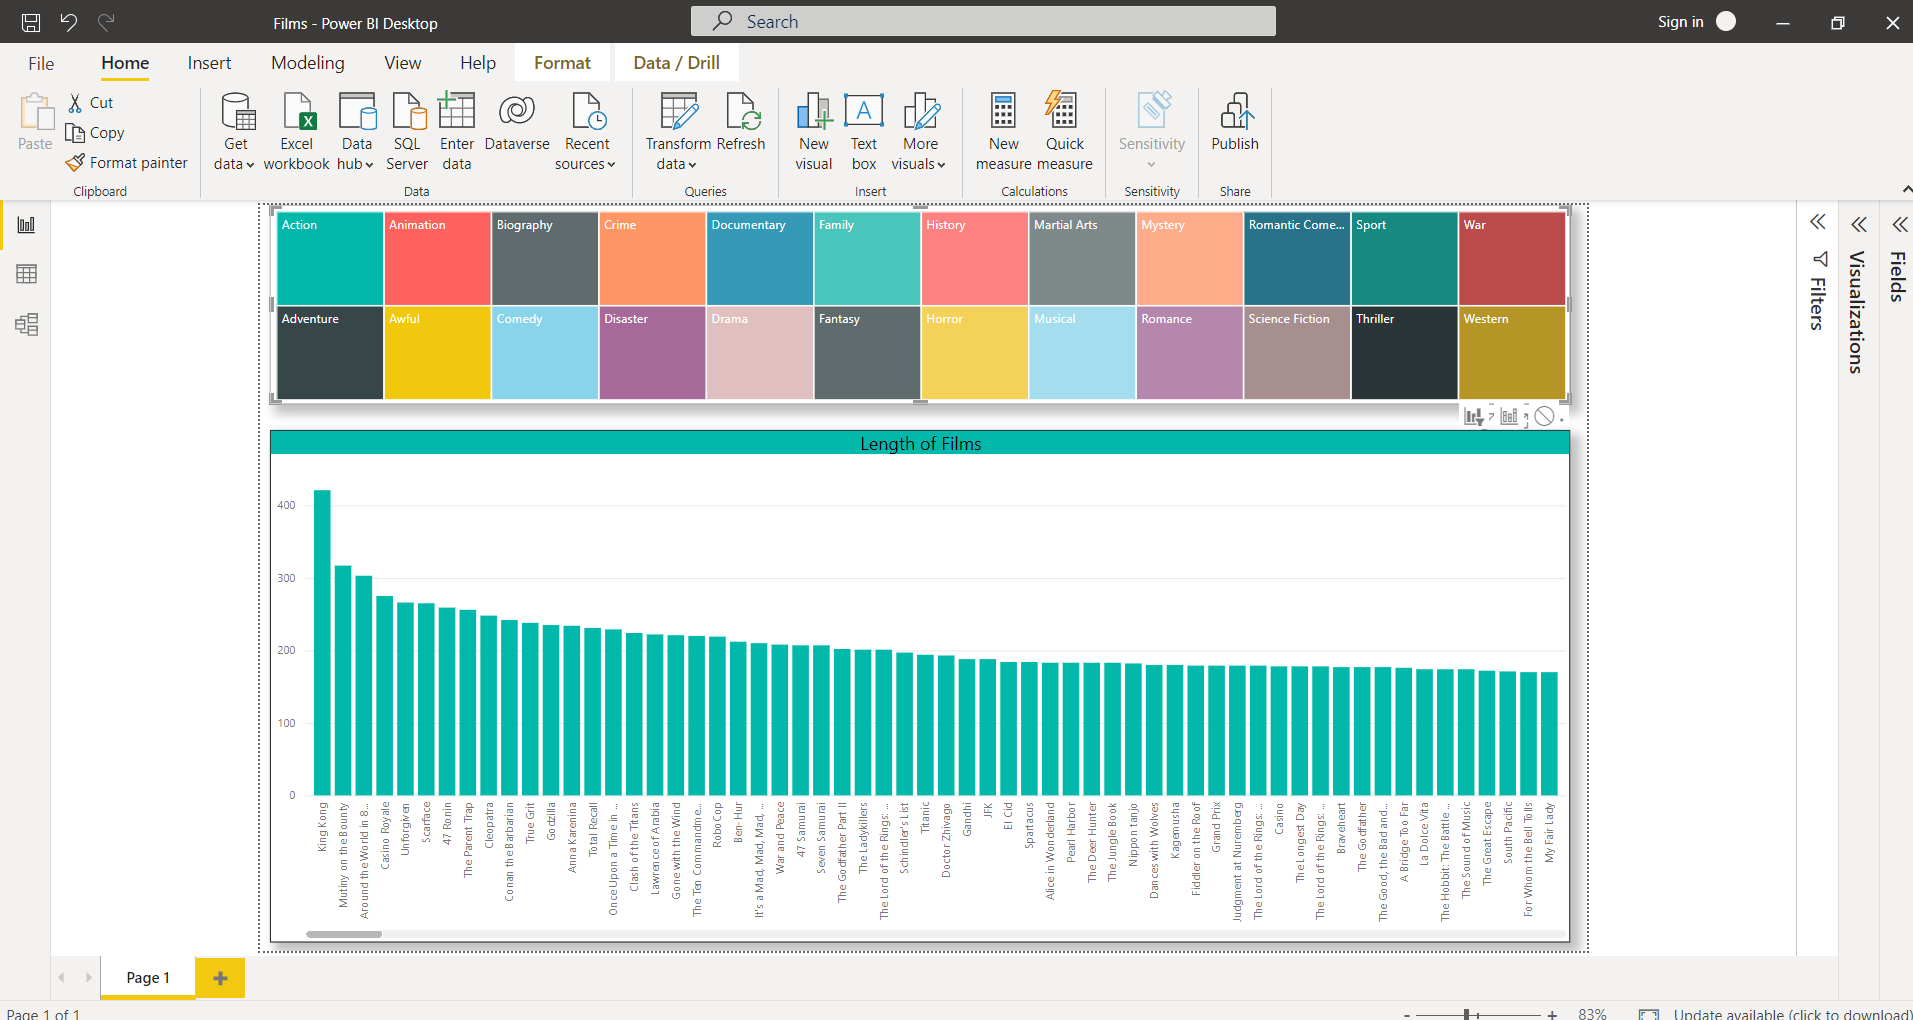 Films - Power BI Desktop
Search
Sign in
File
Home
Insert
Modeling
View
Help
Format
Data / Drill
Paste
Cut
Copy
Format painter
Clipboard
Get
data
Excel
workbook
Data
hub
SQL
Server
Enter
data
Dataverse
Recent
sources
Data
Transform
data
Refresh
Queries
New
visual
Text
box
More
visuals
Insert
New
measure
Quick
measure
Calculations
Sensitivity
Sensitivity
Publish
Share
Action
Animation
Biography
Crime
Documentary
Family
History
Martial Arts
Mystery
Romantic Come...
Sport
War
Adventure
Awful
Comedy
Disaster
Drama
Fantasy
Horror
Musical
Romance
Science Fiction
Thriller
Western
Filters
Visualizations
Fields
Length of Films
400
300
200
100
0
King Kong
Mutiny on the Bounty
Around the World in 8...
Casino Royale
Unforgiven
Scarface
47 Ronin
The Parent Trap
Cleopatra
Conan the Barbarian
True Grit
Godzilla
Anna Karenina
Total Recall
Once Upon a Time in ...
Clash of the Titans
Lawrence of Arabia
Gone with the Wind
The Ten Commandme...
RoboCop
Ben- Hur
It's a Mad, Mad, Mad, ...
War and Peace
47 Samurai
Seven Samurai
The Godfather Part II
The Ladykillers
The Lord of the Rings: ...
Schindler's List
Titanic
Doctor Zhivago
Gandhi
JFK
El Cid
Spartacus
Alice in Wonderland
Pearl Harbor
The Deer Hunter
The Jungle Book
Nippon tanjo
Dances with Wolves
Kagemusha
Fiddler on the Roof
Grand Prix
Judgment at Nuremberg
The Lord of the Rings: ...
Casino
The Longest Day
The Lord of the Rings: ...
Braveheart
The Godfather
The Good, the Bad and...
A Bridge Too Far
La Dolce Vita
The Hobbit: The Battle ...
The Sound of Music
The Great Escape
South Pacific
For Whom the Bell Tolls
My Fair Lady
Page 1
Page 1 of 1
83%
Update available (click to download)